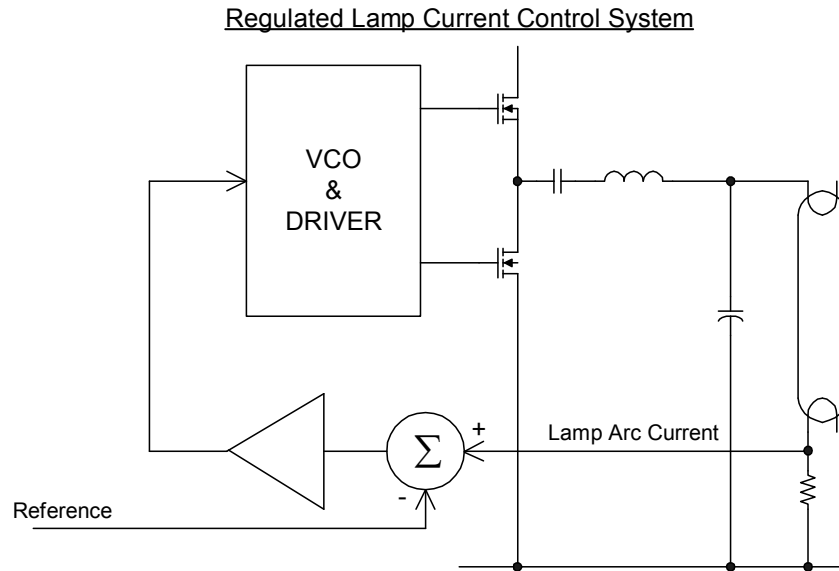 Regulated Lamp Current Control System
VCO
&
DRIVER
+
Lamp Arc Current
Σ
-
Reference